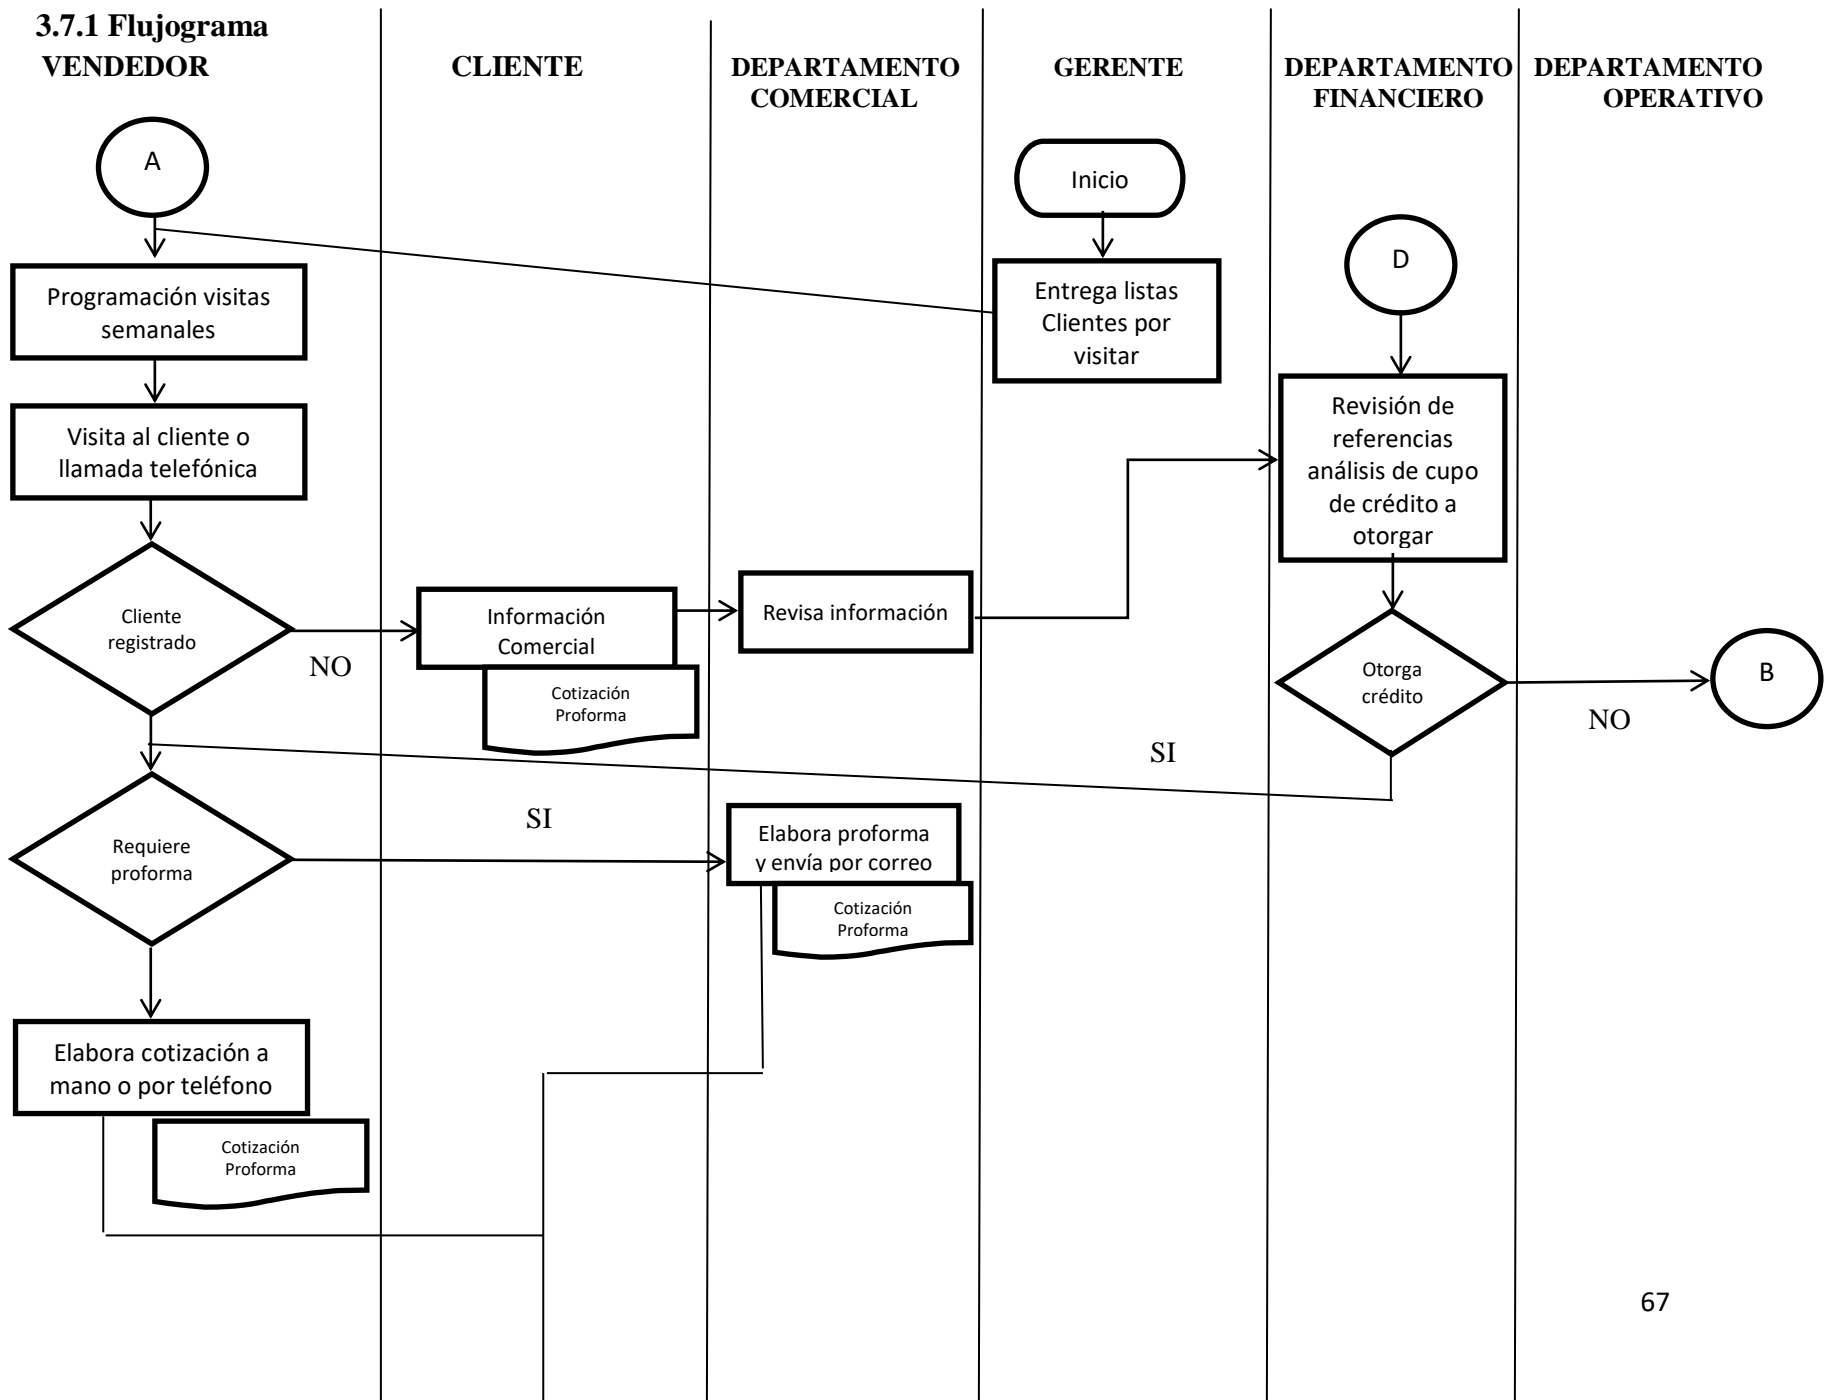 3.7.1 Flujograma
VENDEDOR
CLIENTE
DEPARTAMENTO
COMERCIAL
GERENTE
DEPARTAMENTO
FINANCIERO
DEPARTAMENTO
OPERATIVO
A
Inicio
D
Programación visitas
semanales
Entrega listas
Clientes por
visitar
Visita al cliente o
llamada telefónica
Revisión de
referencias
análisis de cupo
de crédito a
otorgar
Cliente
registrado
NO
Información
Comercial
Cotización
Proforma
Revisa información
Otorga
crédito
NO
B
SI
Requiere
proforma
SI
Elabora proforma
y envía por correo
Cotización
Proforma
Elabora cotización a
mano o por teléfono
Cotización
Proforma
67